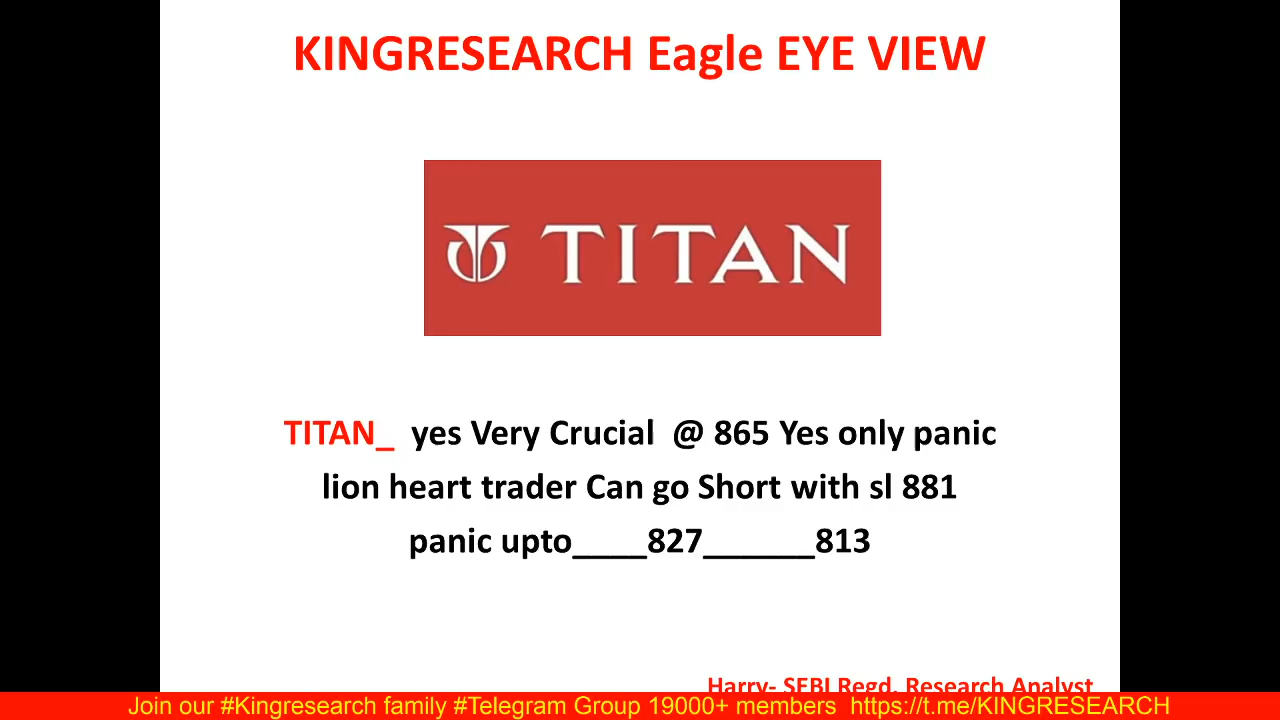 KINGRESEARCH Eagle EYE VIEW
TITAN
TITAN_ yes Very Crucial @ 865 Yes only panic
lion heart trader Can go Short with sl 881
panic upto____827______813
Harry- SEBI Regd. Research Analyst
Join our #Kingresearch family #Telegram Group 19000+ members https://t.me/KINGRESEARCH